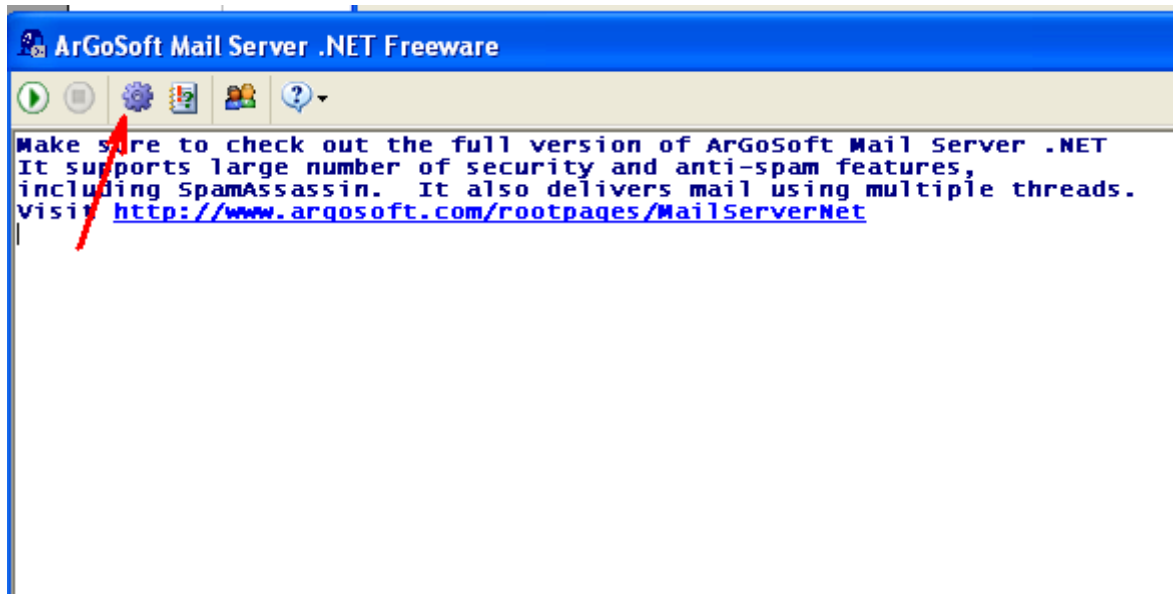 ArGoSoft Mail Server .NET Freeware
Make sure to check out the full version of ArGoSoft Mail Server .NET
It supports large number of security and anti-spam features,
including SpamAssassin.  It also delivers mail using multiple threads.
Visit http://www.argosoft.com/rootpages/MailServerNet